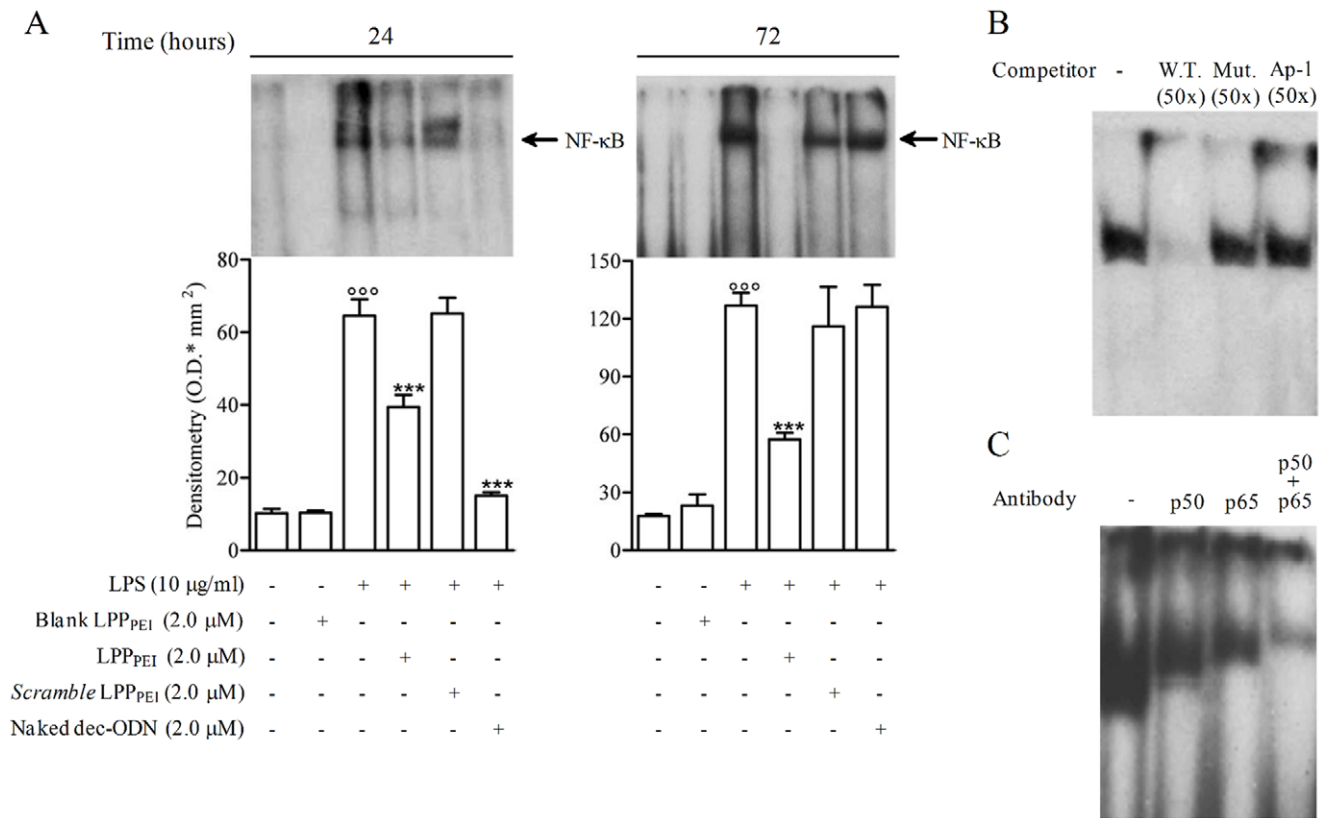 A
Time (hours)
24
72
NF-κB
NF-κB
Densitometry (O.D.* mm²)
80
60
40
20
0
°°°
***
***
150
120
90
60
30
0
°°°
***
LPS (10 μg/ml) - - + + + + - - + + + +
Blank LPP_PEI (2.0 μM) - + - - - - - + - - - -
LPP_PEI (2.0 μM) - - - + - - - - - + - -
Scramble LPP_PEI (2.0 μM) - - - - + - - - - - + -
Naked dec-ODN (2.0 μM) - - - - - + - - - - - +
B
Competitor - W.T. Mut. Ap-1
(50x) (50x) (50x)
C
p50
+
Antibody - p50 p65 p65